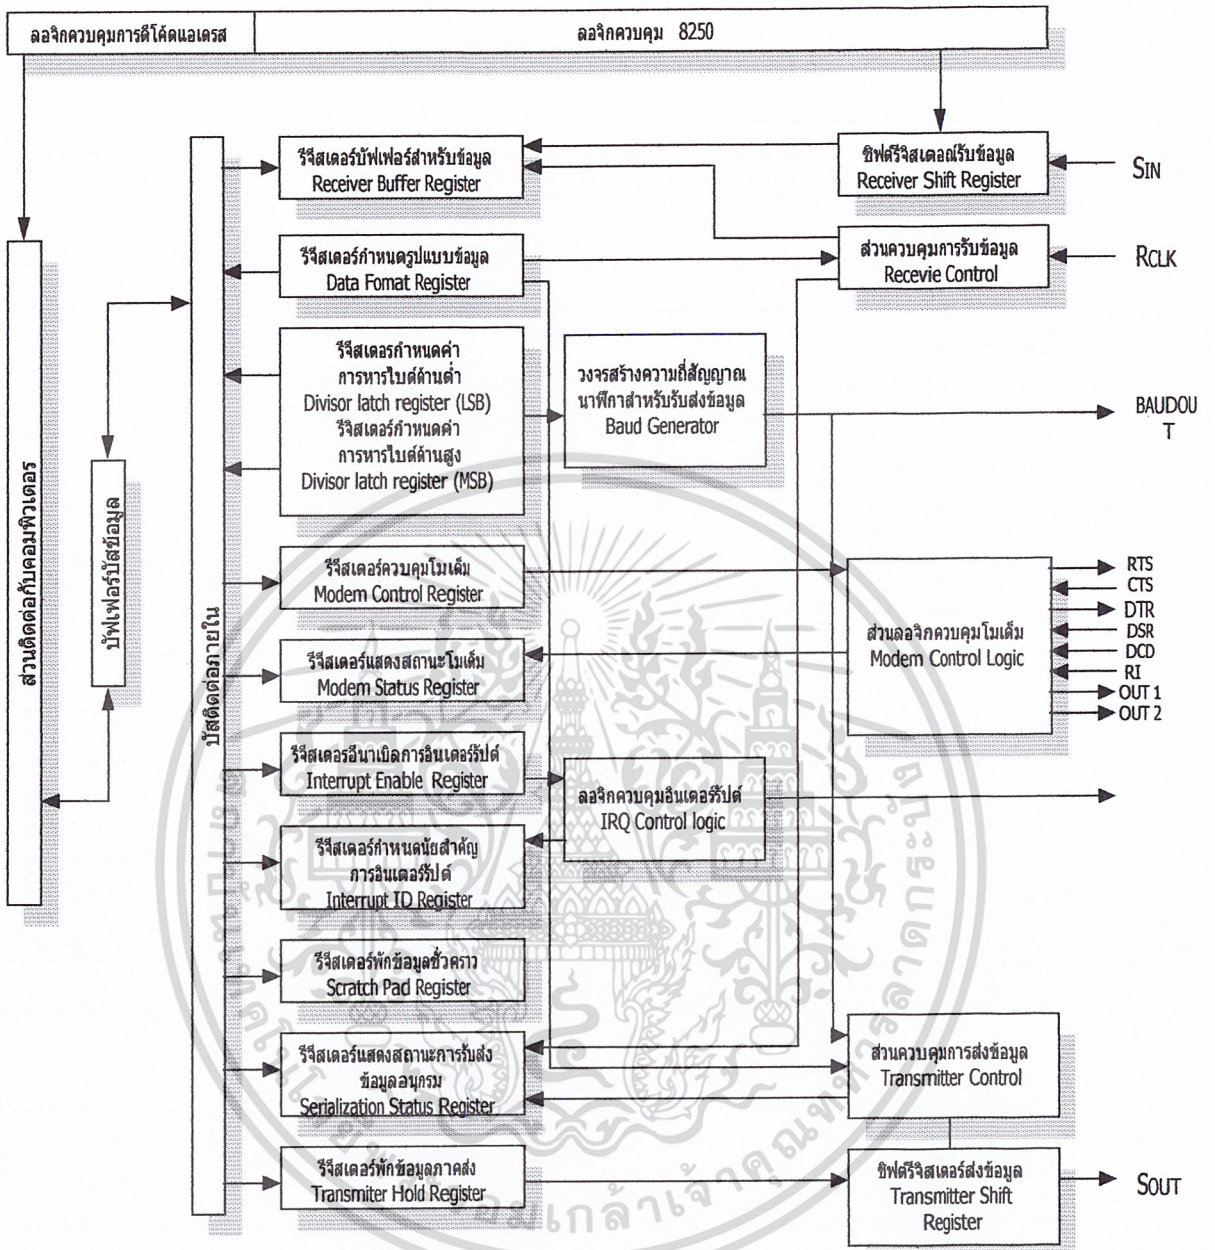 ลอจิกควบคุมการดีโค้ดแอเดรส
ลอจิกควบคุม 8250
รีจีสเตอร์บัฟเฟอร์สำหรับข้อมูล
Receiver Buffer Register
ชิฟต์รีจิสเตอณ์รับข้อมูล
Receiver Shift Register
SIN
รีจีสเตอร์กำหนดรูปแบบข้อมูล
Data Fomat Register
ส่วนควบคุมการรับข้อมูล
Recevie Control
RCLK
รีจีสเตอรกำหนดค่า
การหารไบต์ด้านต่ำ
Divisor latch register (LSB)
รีจิสเตอร์กำหนดค่า
การหารไบต์ด้านสูง
Divisor latch register (MSB)
วงจรสร้างความถี่สัญญาณ
นาฬิกาสำหรับรับส่งข้อมูล
Baud Generator
BAUDOU
T
ส่วนติดต่อกับคอมพิวเตอร์
บัฟเฟอร์บัสข้อมูล
บัสติดต่อภายใน
รีจีสเตอร์ควบคุมโมเด็ม
Modem Control Register
ส่วนลอจิกควบคุมโมเด็ม
Modem Control Logic
RTS
CTS
DTR
DSR
DCD
RI
OUT 1
OUT 2
รีจีสเตอร์แสดงสถานะโมเด็ม
Modem Status Register
รีจีสเตอรอีนาเบิลการอินเตอร์รัปต์
Interrupt Enable Register
ลอจิกควบคุมอินเตอร์รัปต์
IRQ Control logic
รีจีสเตอร์กำหนดนัยสำคัญ
การอินเตอร์รัปต์
Interrupt ID Register
รีจีสเตอร์พักข้อมูลชั่วคราว
Scratch Pad Register
รีจีสเตอร์แสดงสถานะการรับส่ง
ข้อมูลอนุกรม
Serialization Status Register
ส่วนควบคุมการส่งข้อมูล
Transmitter Control
รีจีสเตอร์พักข้อมูลภาคส่ง
Transmiter Hold Register
ชิฟต์รีจิสเตอร์ส่งข้อมูล
Transmitter Shift
Register
SOUT
พระจอมเกล้าเจ้าคุณทหารลาดกระบัง